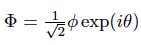 Φ = 1/√2 ϕ exp(iθ)